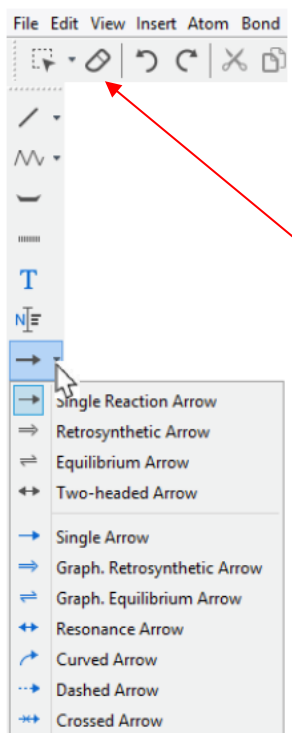 File Edit View Insert Atom Bond
T
N
Single Reaction Arrow
Retrosynthetic Arrow
Equilibrium Arrow
Two-headed Arrow
Single Arrow
Graph. Retrosynthetic Arrow
Graph. Equilibrium Arrow
Resonance Arrow
Curved Arrow
Dashed Arrow
Crossed Arrow